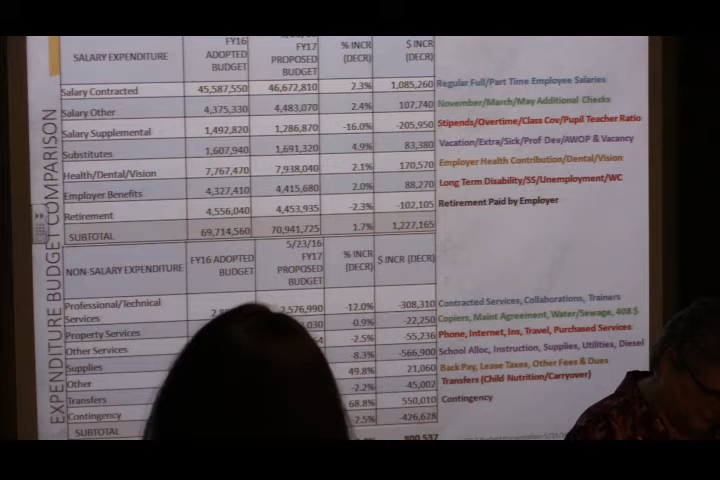 EXPENDITURE BUDGET COMPARISON
SALARY EXPENDITURE FY16 ADOPTED BUDGET FY17 PROPOSED BUDGET % INCR (DECR) $ INCR (DECR)
Salary Contracted 45,587,550 46,672,810 2.3% 1,085,260 Regular Full/Part Time Employee Salaries
Salary Other 4,375,330 4,483,070 2.4% 107,740 November/March/May Additional Checks
Salary Supplemental 1,497,820 1,286,870 -16.0% -205,950 Stipends/Overtime/Class Cov/Pupil Teacher Ratio
Substitutes 1,607,940 1,691,320 4.9% 83,380 Vacation/Extra/Sick/Prof Dev/AWOP & Vacancy
Health/Dental/Vision 7,767,470 7,938,040 2.1% 170,570 Employer Health Contribution/Dental/Vision
Employer Benefits 4,327,410 4,415,680 2.0% 88,270 Long Term Disability/SS/Unemployment/WC
Retirement 4,556,040 4,453,935 -2.3% -102,105 Retirement Paid by Employer
SUBTOTAL 69,714,560 70,941,725 1.7% 1,227,165
NON-SALARY EXPENDITURE FY16 ADOPTED BUDGET 5/23/16 FY17 PROPOSED BUDGET % INCR (DECR) $ INCR (DECR)
Professional/Technical Services 2,576,990 -12.0% -308,310 Contracted Services, Collaborations, Trainers
Property Services ,030 -0.9% -22,250 Copiers, Maint Agreement, Water/Sewage, 408 $
Other Services -2.5% -55,236 Phone, Internet, Ins, Travel, Purchased Services
Supplies -8.3% -566,900 School Alloc, Instruction, Supplies, Utilities, Diesel
Other 49.8% 21,060 Back Pay, Lease Taxes, Other Fees & Dues
Transfers -2.2% 45,002 Transfers (Child Nutrition/Carryover)
Contingency 68.8% 550,010 Contingency
SUBTOTAL -2.5% -426,628
800,537